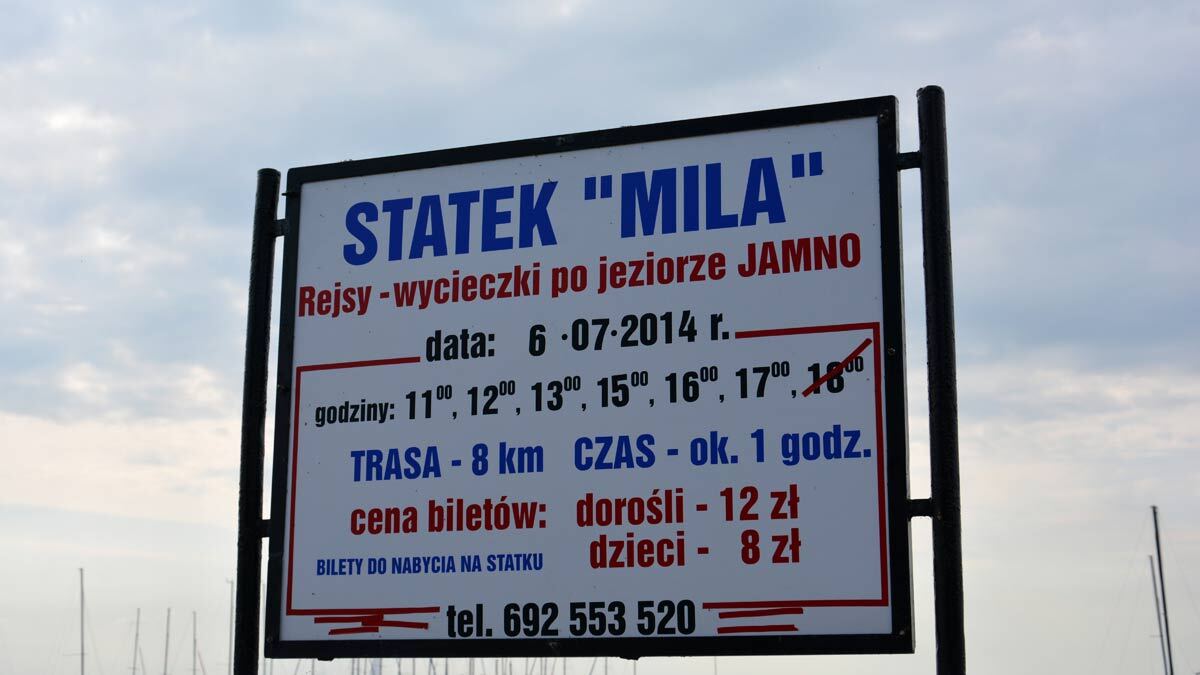 STATEK "MILA"
Rejsy - wycieczki po jeziorze JAMNO
data: 6 ·07·2014 r.
godziny: 11⁰⁰, 12⁰⁰, 13⁰⁰, 15⁰⁰, 16⁰⁰, 17⁰⁰, 18⁰⁰
TRASA - 8 km CZAS - ok. 1 godz.
cena biletów: dorośli - 12 zł
dzieci - 8 zł
BILETY DO NABYCIA NA STATKU
tel. 692 553 520